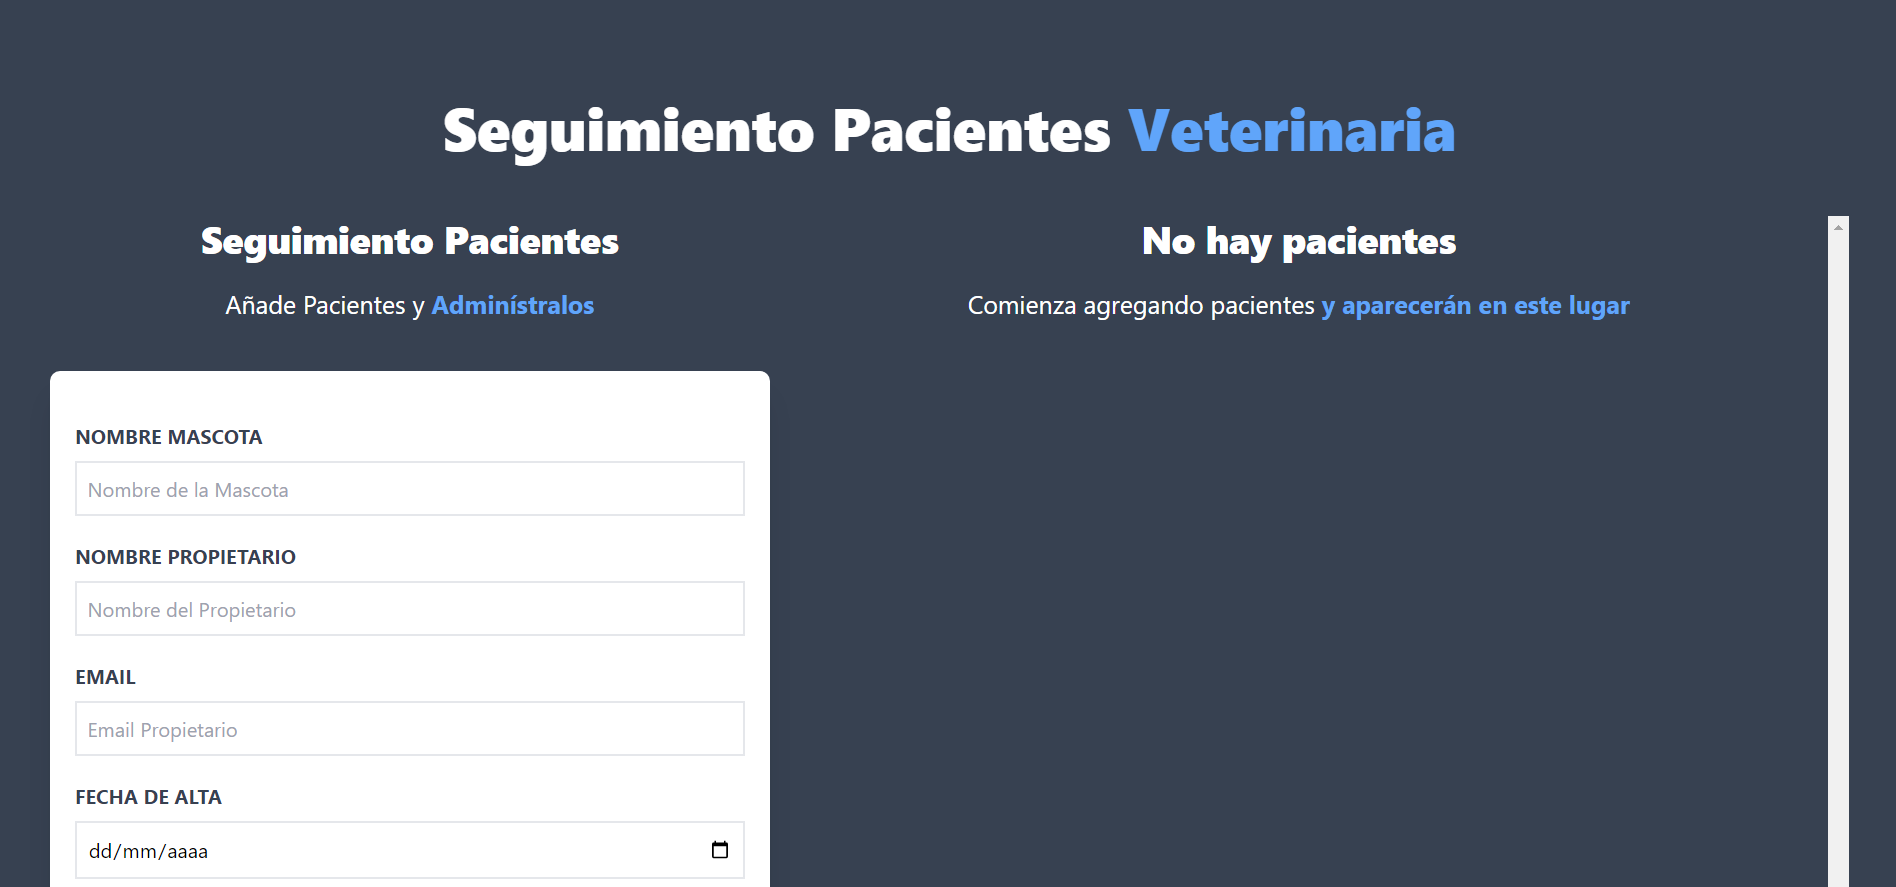 Seguimiento Pacientes Veterinaria
Seguimiento Pacientes
Añade Pacientes y Adminístralos
NOMBRE MASCOTA
Nombre de la Mascota
NOMBRE PROPIETARIO
Nombre del Propietario
EMAIL
Email Propietario
FECHA DE ALTA
dd/mm/aaaa
No hay pacientes
Comienza agregando pacientes y aparecerán en este lugar